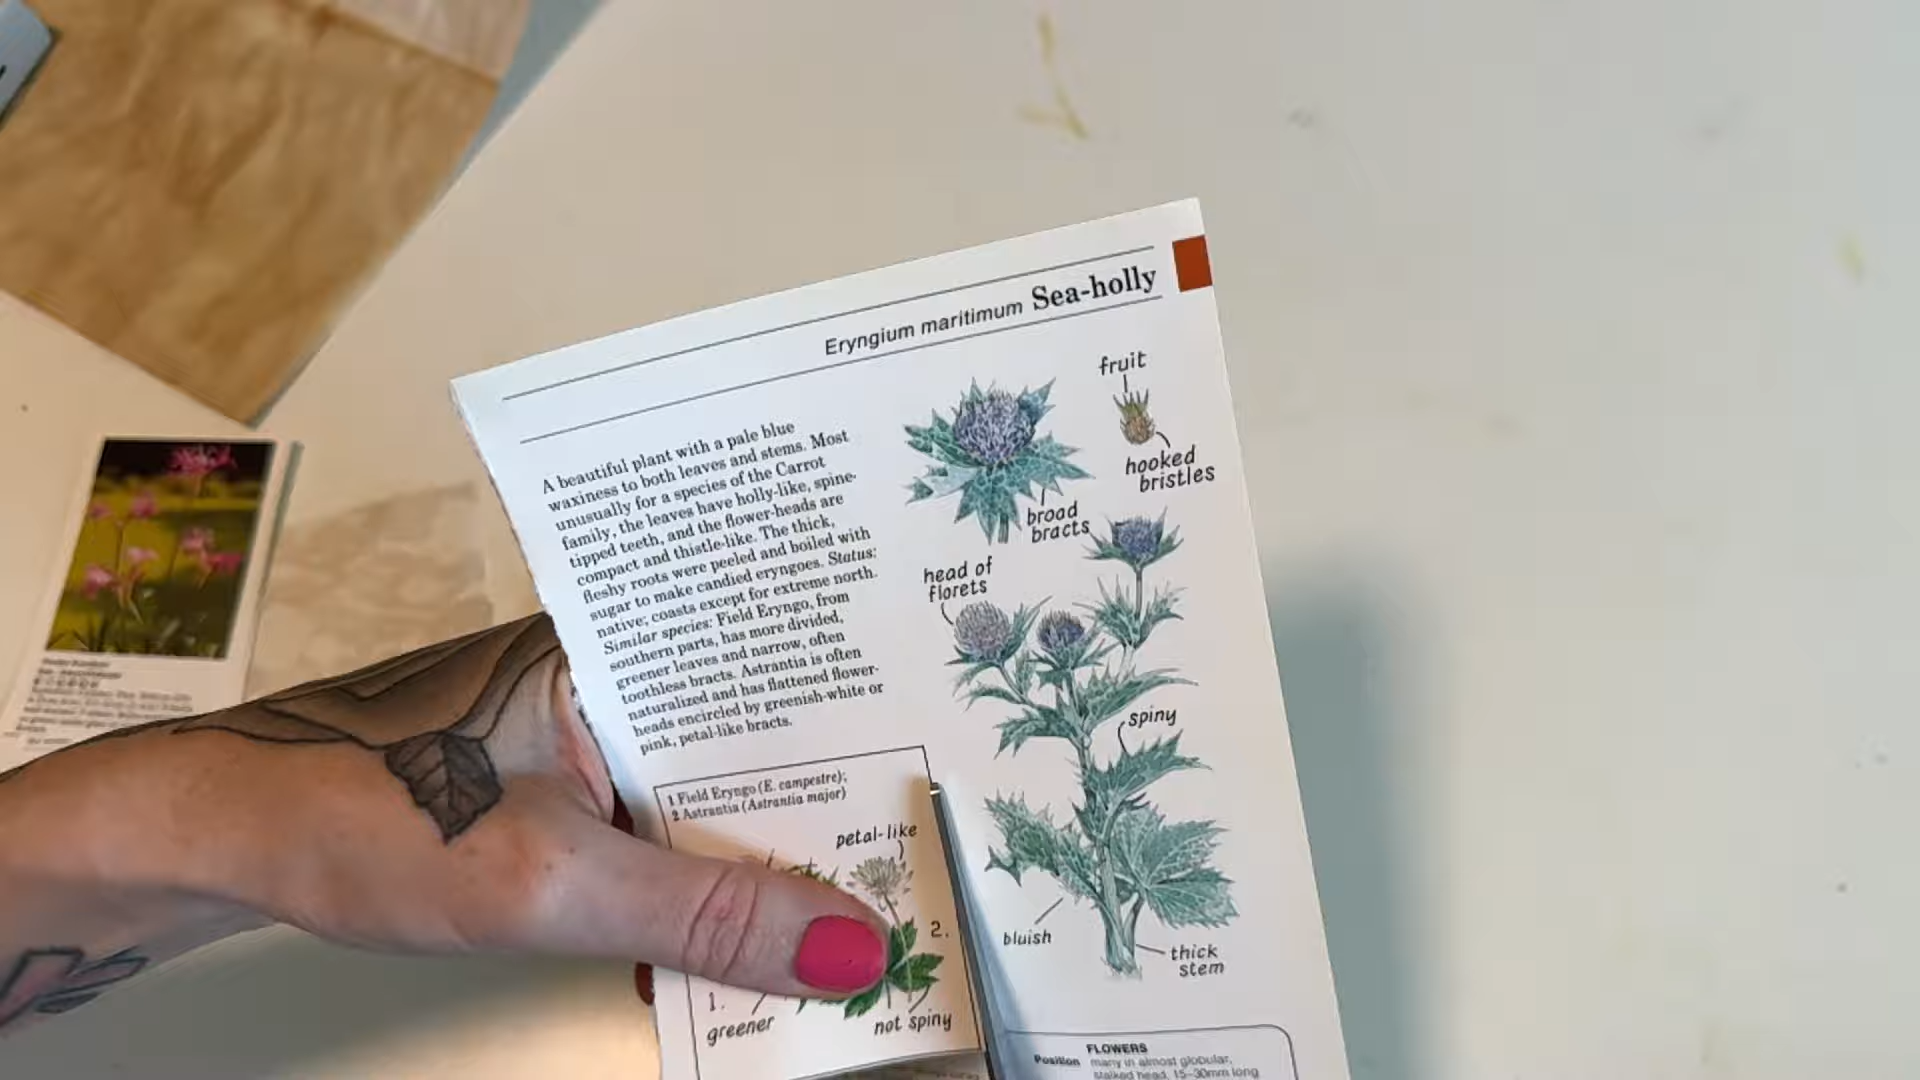 Eryngium maritimum Sea-holly
A beautiful plant with a pale blue
waxiness to both leaves and stems. Most
unusually for a species of the Carrot
family, the leaves have holly-like, spine-
tipped teeth, and the flower-heads are
compact and thistle-like. The thick,
fleshy roots were peeled and boiled with
sugar to make candied eryngoes. Status:
native; coasts except for extreme north.
Similar species: Field Eryngo, from
southern parts, has more divided,
greener leaves and narrow, often
toothless bracts. Astrantia is often
naturalized and has flattened flower-
heads encircled by greenish-white or
pink, petal-like bracts.
fruit
hooked
bristles
broad
bracts
head of
florets
spiny
bluish
thick
stem
1 Field Eryngo (E. campestre);
2 Astrantia (Astrantia major)
petal-like
2.
1.
greener
not spiny
FLOWERS
Position many in almost globular,
stalked head, 15–30mm long